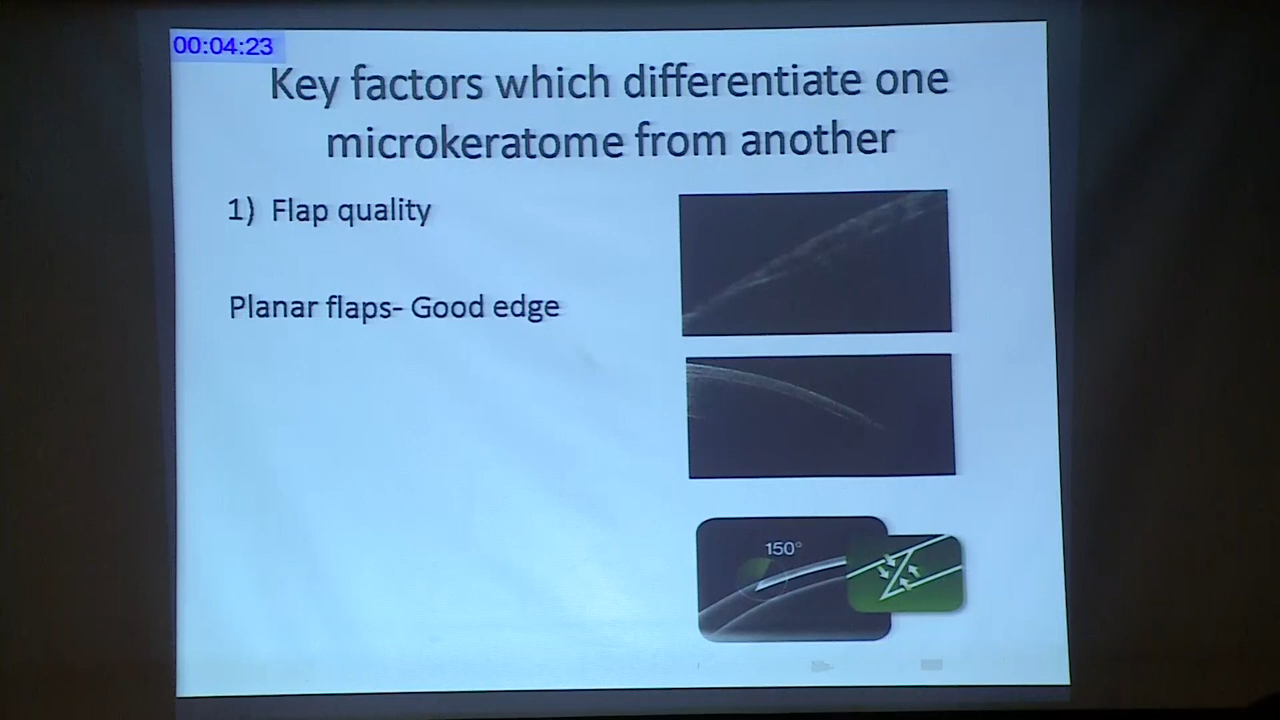 00:04:23
Key factors which differentiate one
microkeratome from another
1) Flap quality
Planar flaps- Good edge
150°